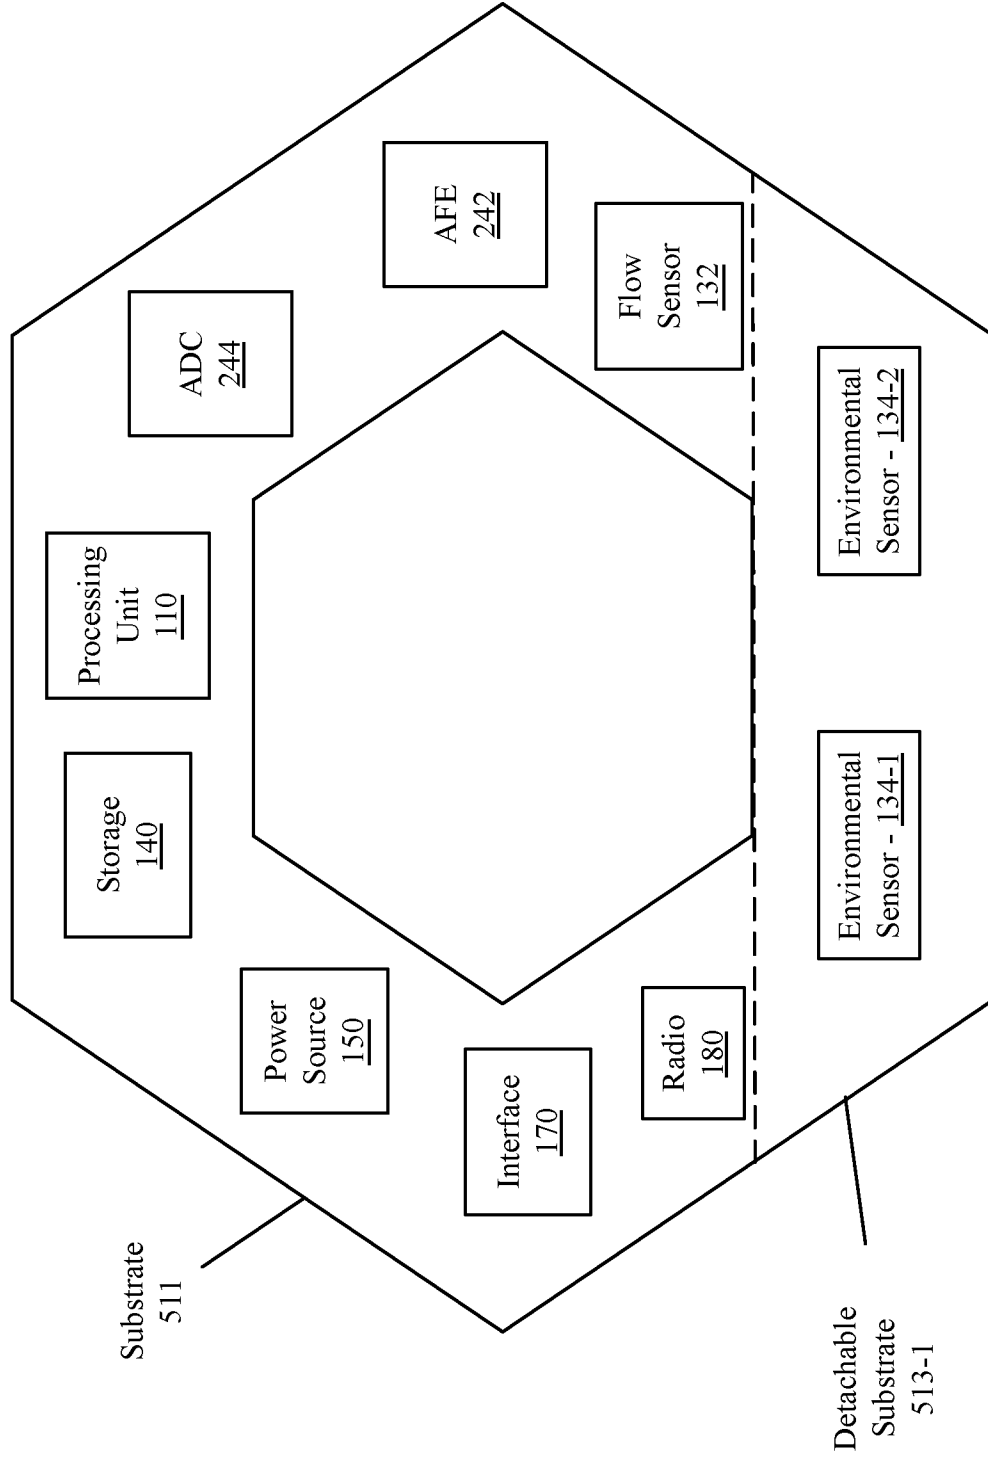 Substrate
511
Detachable
Substrate
513-1
Power
Source
150
Interface
170
Radio
180
Storage
140
Processing
Unit
110
ADC
244
AFE
242
Flow
Sensor
132
Environmental
Sensor - 134-1
Environmental
Sensor - 134-2